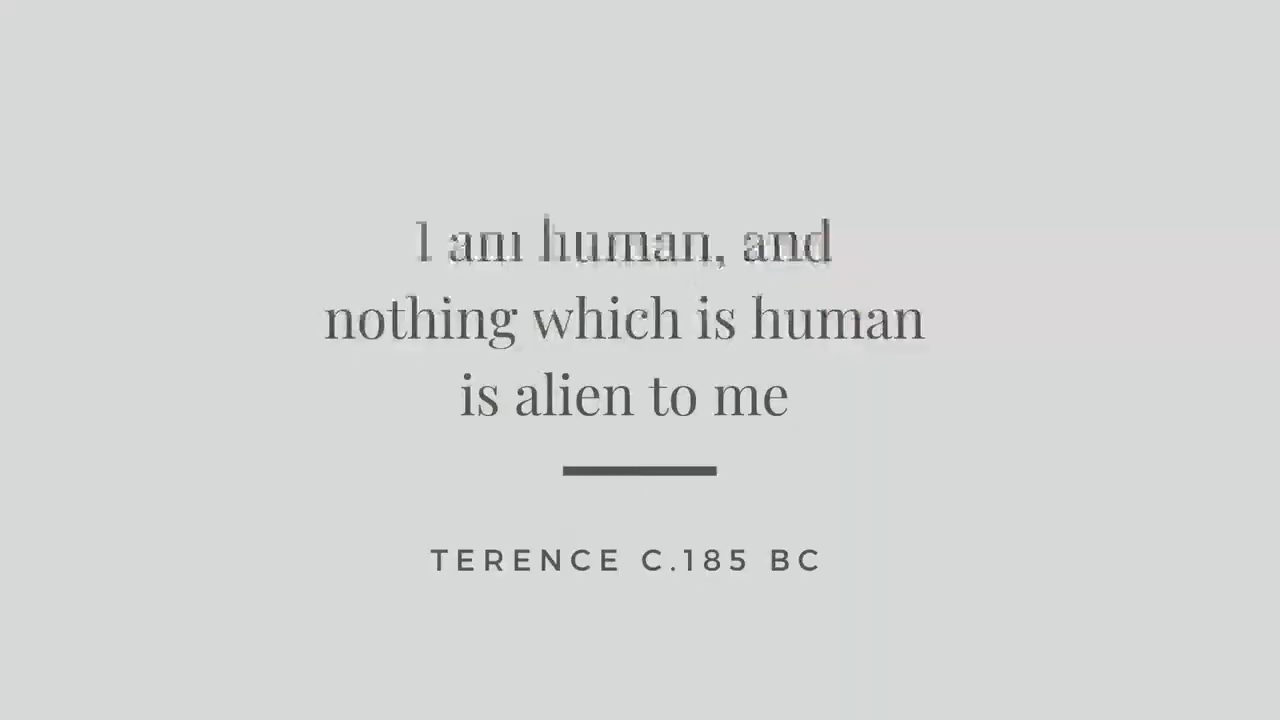 I am human, and
nothing which is human
is alien to me
TERENCE C.185 BC